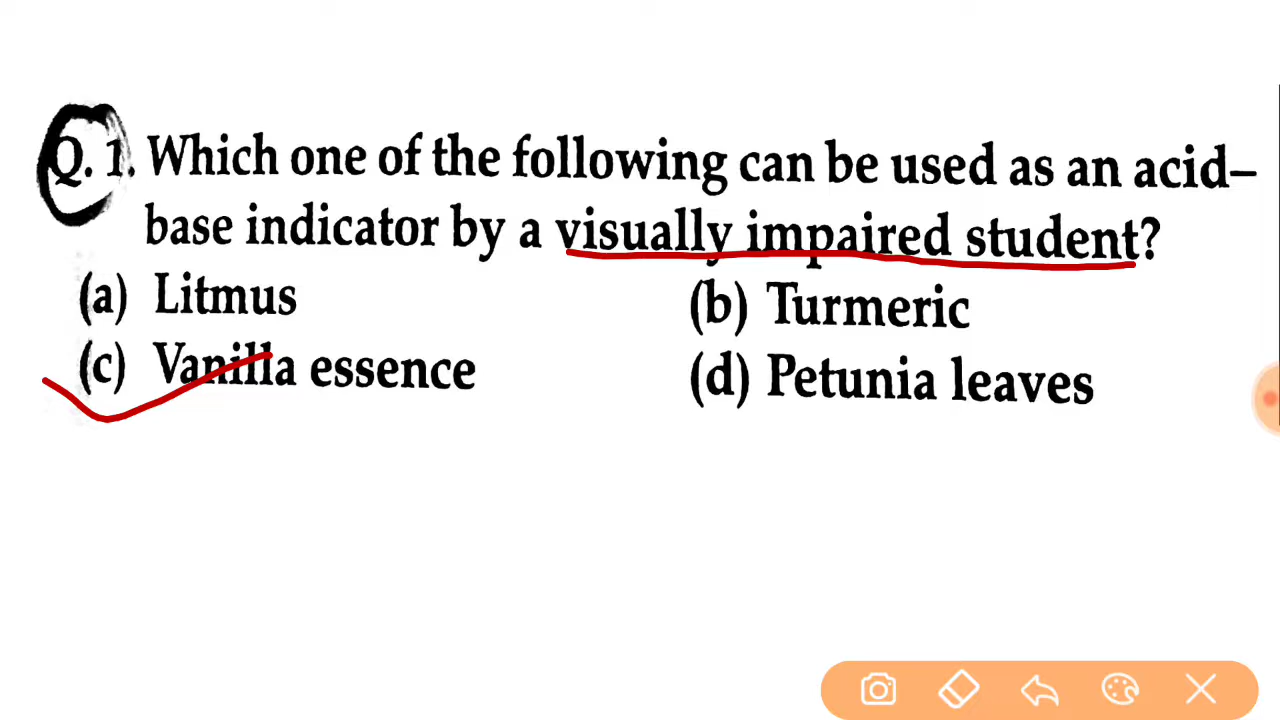 Q. 1. Which one of the following can be used as an acid–
base indicator by a visually impaired student?
(a) Litmus (b) Turmeric
(c) Vanilla essence (d) Petunia leaves